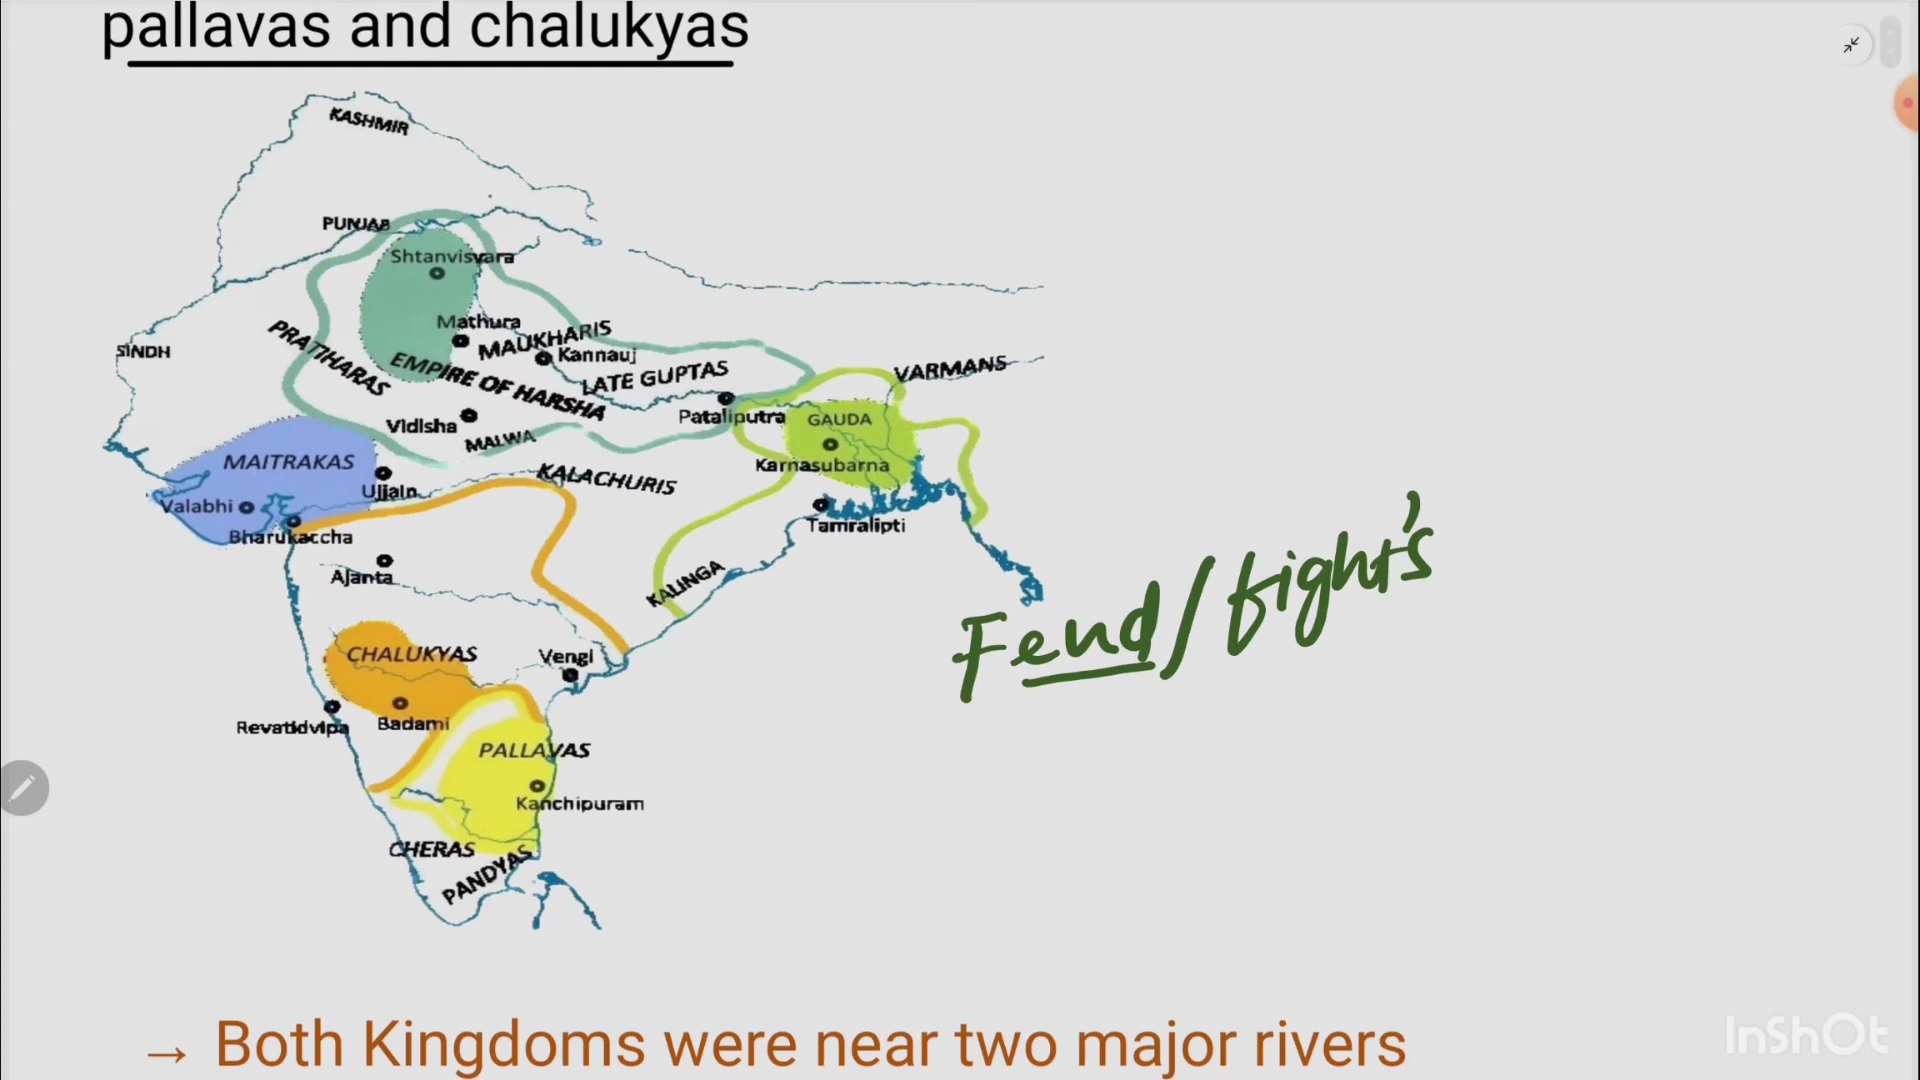 pallavas and chalukyas
KASHMIR
PUNJAB
Shtanvisvara
Mathura
MAUKHARIS
Kannauj
PRATIHARAS
SINDH
EMPIRE OF HARSHA
LATE GUPTAS
VARMANS
Vidisha
MALWA
Pataliputra
GAUDA
Karnasubarna
MAITRAKAS
Ujjain
KALACHURIS
Valabhi
Bharukaccha
Tamralipti
Ajanta
KALINGA
Feud/fight's
CHALUKYAS
Vengi
Revatidvipa
Badami
PALLAVAS
Kanchipuram
CHERAS
PANDYAS
→ Both Kingdoms were near two major rivers
InShOt